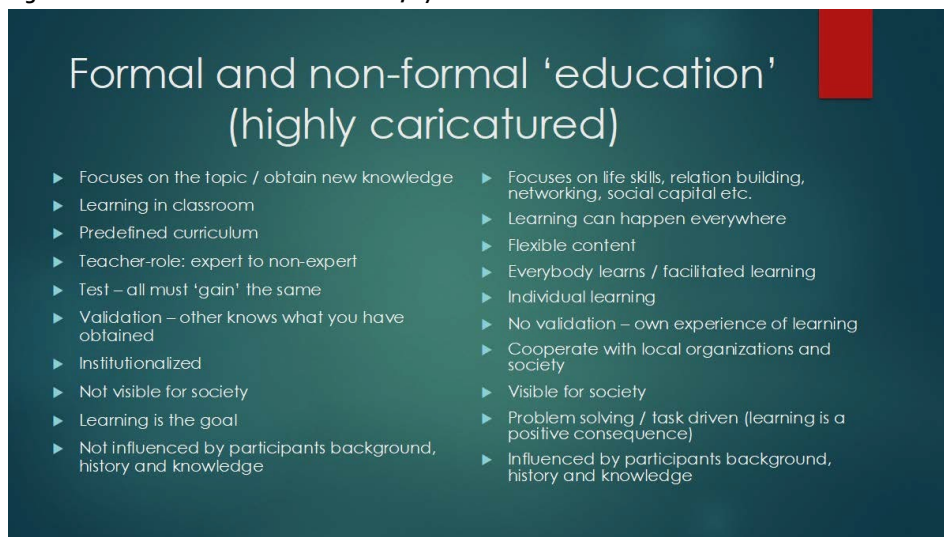 Formal and non-formal ‘education’
(highly caricatured)
Focuses on the topic / obtain new knowledge
Learning in classroom
Predefined curriculum
Teacher-role: expert to non-expert
Test – all must ‘gain’ the same
Validation – other knows what you have
obtained
Institutionalized
Not visible for society
Learning is the goal
Not influenced by participants background,
history and knowledge
Focuses on life skills, relation building,
networking, social capital etc.
Learning can happen everywhere
Flexible content
Everybody learns / facilitated learning
Individual learning
No validation – own experience of learning
Cooperate with local organizations and
society
Visible for society
Problem solving / task driven (learning is a
positive consequence)
Influenced by participants background,
history and knowledge